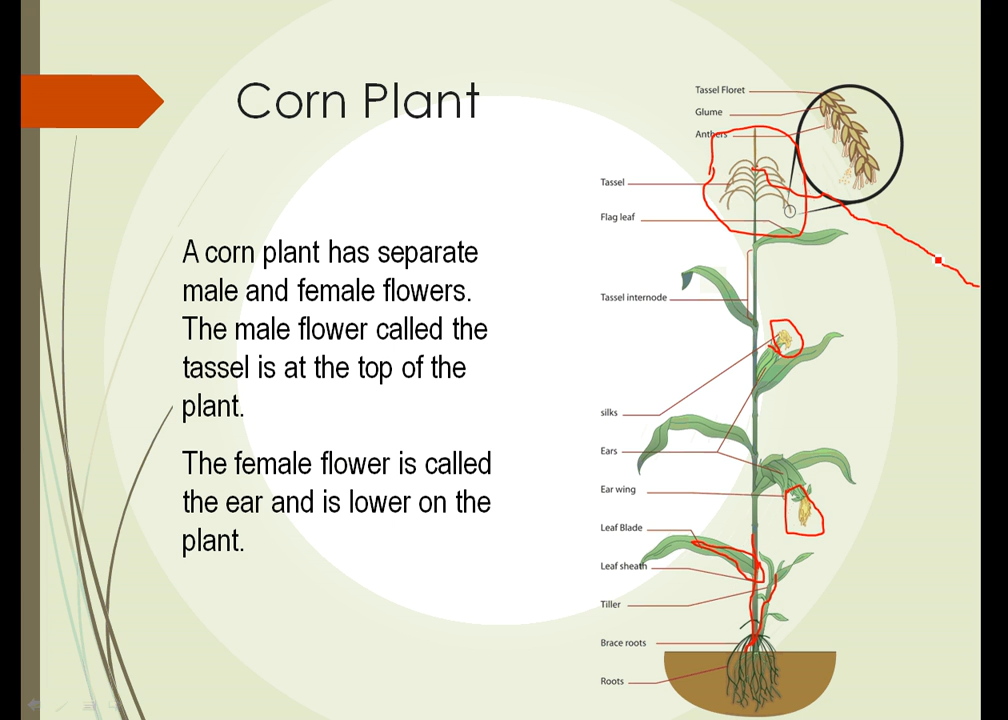 Corn Plant
A corn plant has separate
male and female flowers.
The male flower called the
tassel is at the top of the
plant.
The female flower is called
the ear and is lower on the
plant.
Tassel Floret
Glume
Anthers
Tassel
Flag leaf
Tassel internode
silks
Ears
Ear wing
Leaf Blade
Leaf sheath
Tiller
Brace roots
Roots